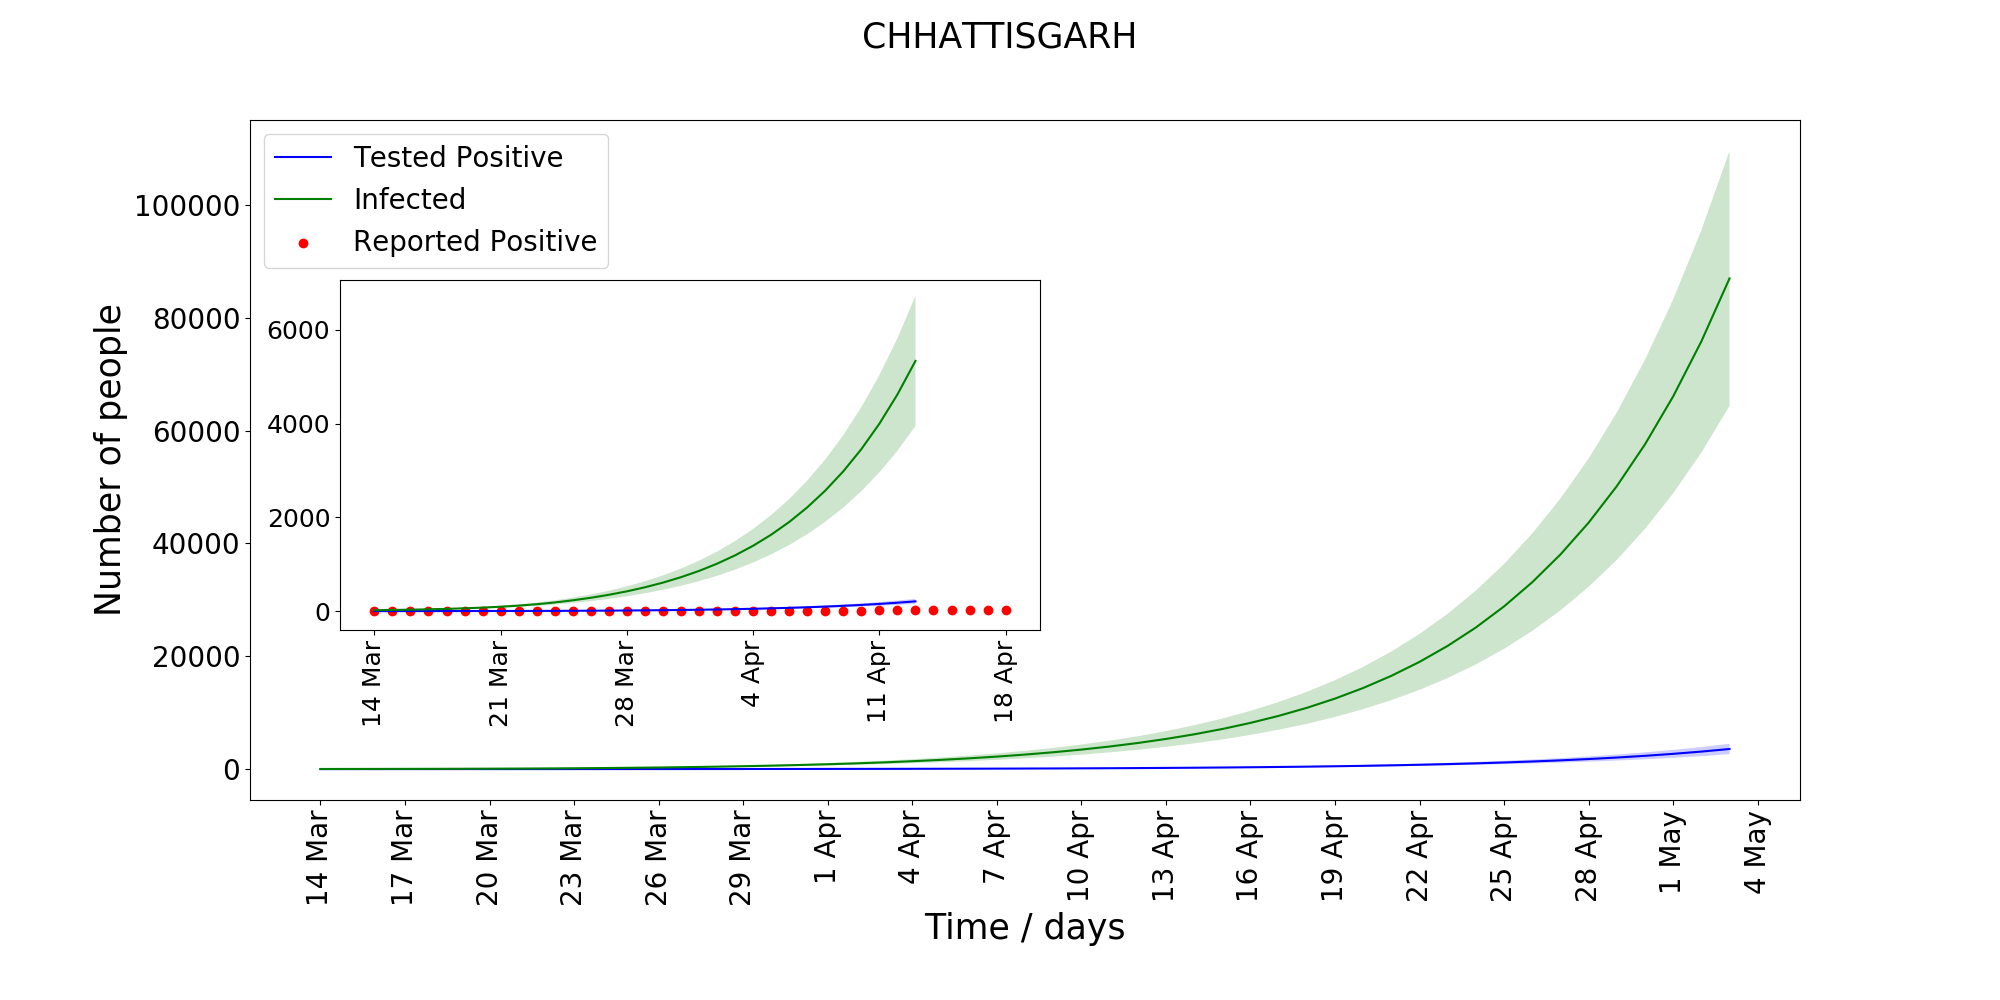 CHHATTISGARH
Tested Positive
Infected
Reported Positive
Number of people
100000
80000
60000
40000
20000
0
6000
4000
2000
0
14 Mar
21 Mar
28 Mar
4 Apr
11 Apr
18 Apr
14 Mar
17 Mar
20 Mar
23 Mar
26 Mar
29 Mar
1 Apr
4 Apr
7 Apr
10 Apr
13 Apr
16 Apr
19 Apr
22 Apr
25 Apr
28 Apr
1 May
4 May
Time / days